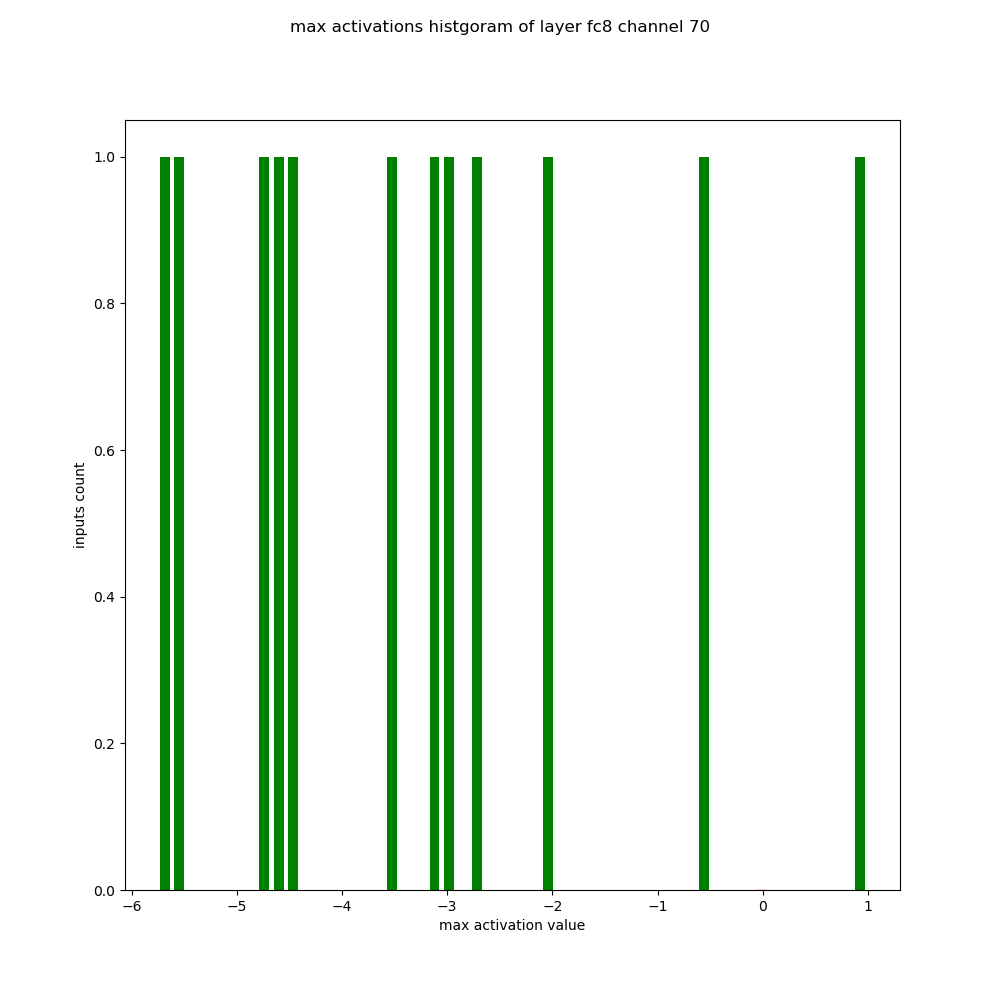 max activations histgoram of layer fc8 channel 70
1.0
0.8
0.6
0.4
0.2
0.0
inputs count
−6 −5 −4 −3 −2 −1 0 1
max activation value